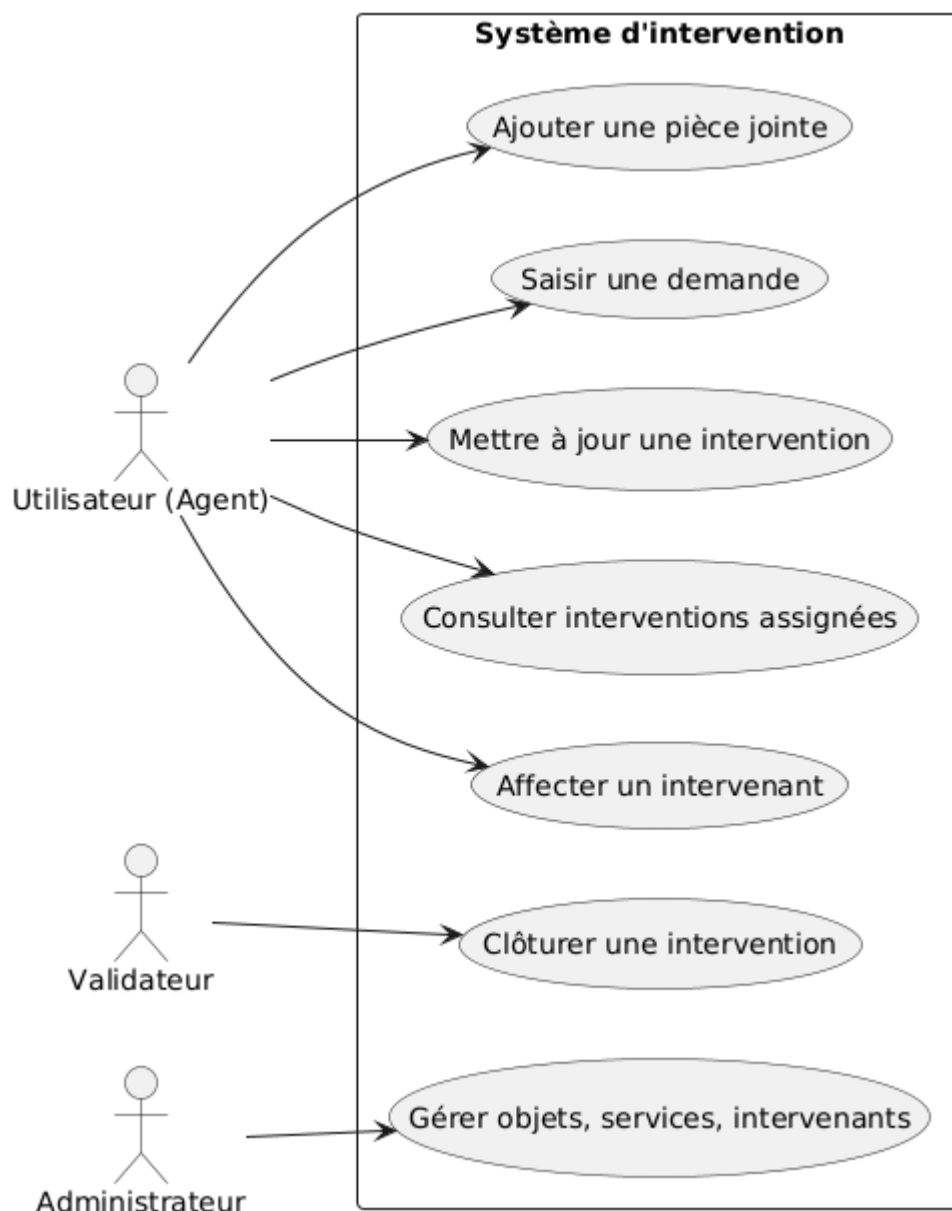 Système d'intervention
Ajouter une pièce jointe
Saisir une demande
Mettre à jour une intervention
Utilisateur (Agent)
Consulter interventions assignées
Affecter un intervenant
Clôturer une intervention
Validateur
Gérer objets, services, intervenants
Administrateur